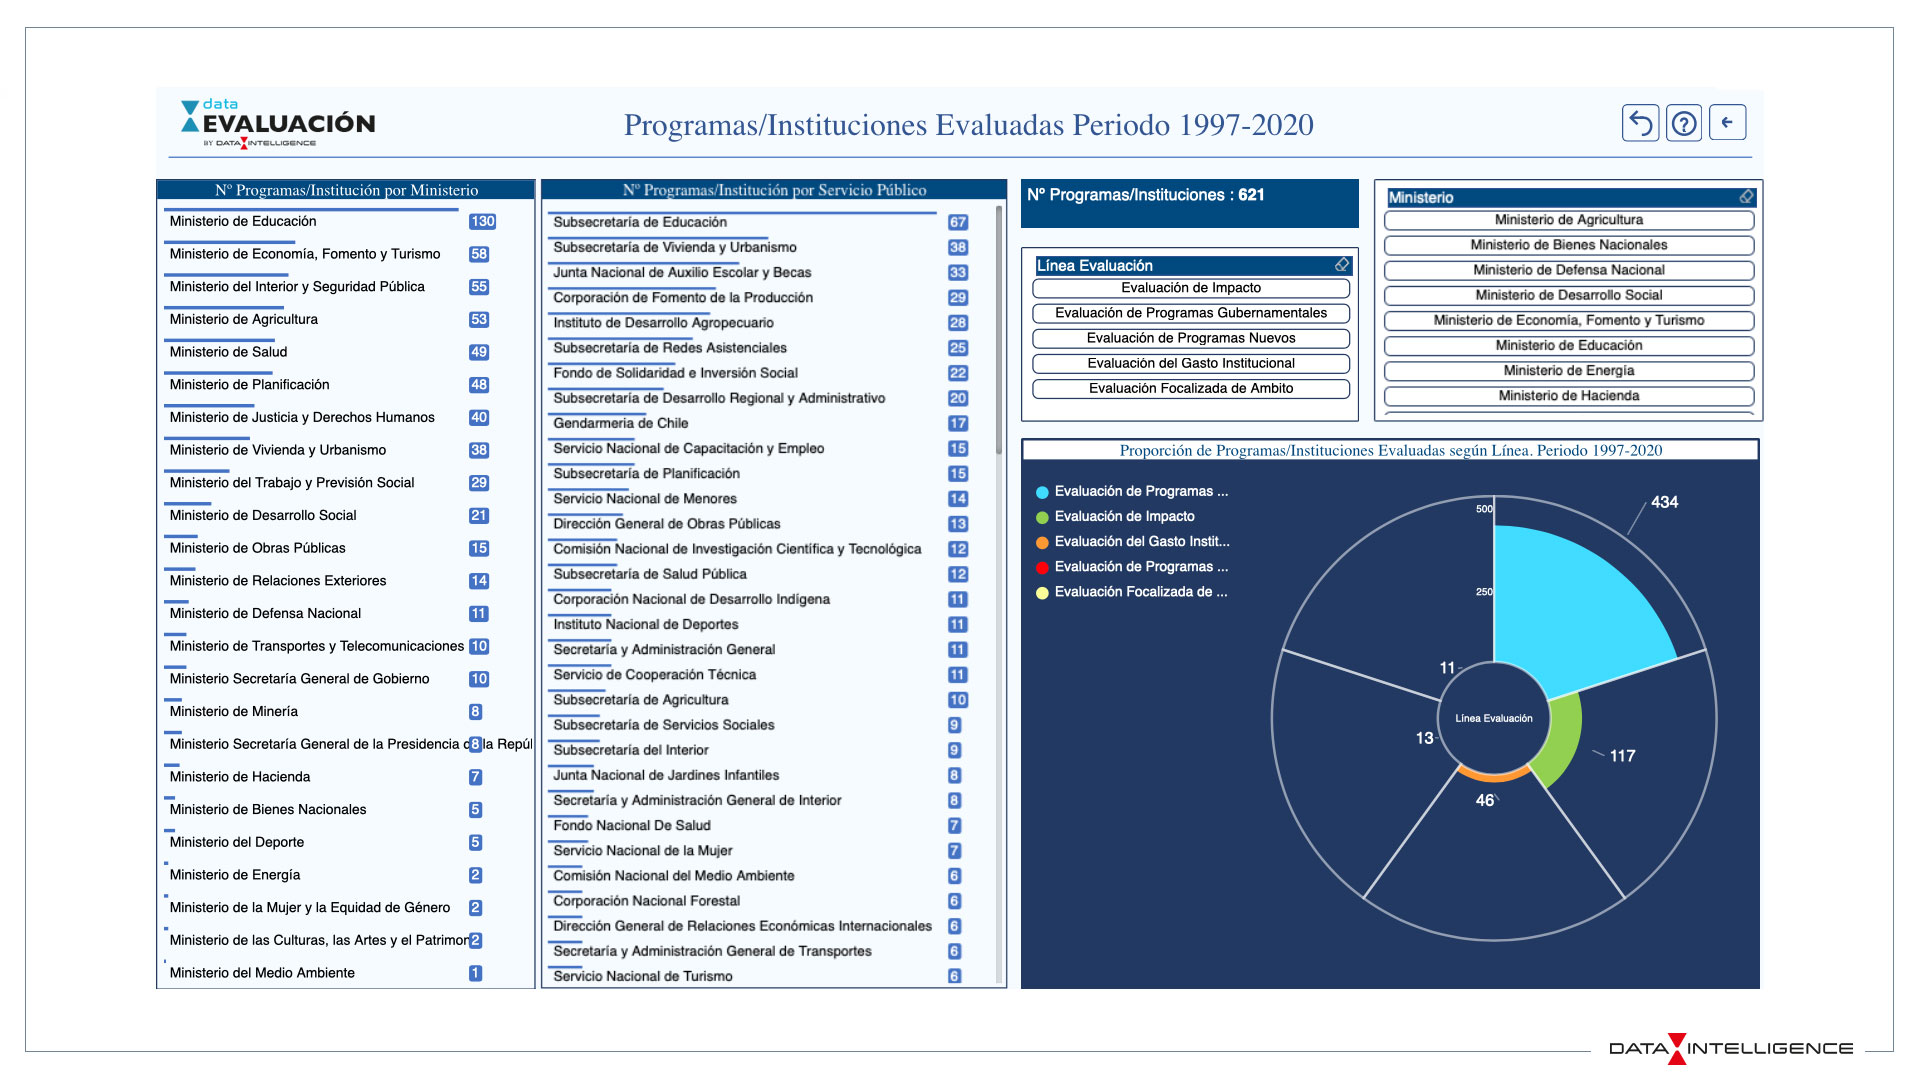 data
EVALUACIÓN
BY DATA INTELLIGENCE
Programas/Instituciones Evaluadas Periodo 1997-2020
Nº Programas/Institución por Ministerio
Ministerio de Educación 130
Ministerio de Economía, Fomento y Turismo 58
Ministerio del Interior y Seguridad Pública 55
Ministerio de Agricultura 53
Ministerio de Salud 49
Ministerio de Planificación 48
Ministerio de Justicia y Derechos Humanos 40
Ministerio de Vivienda y Urbanismo 38
Ministerio del Trabajo y Previsión Social 29
Ministerio de Desarrollo Social 21
Ministerio de Obras Públicas 15
Ministerio de Relaciones Exteriores 14
Ministerio de Defensa Nacional 11
Ministerio de Transportes y Telecomunicaciones 10
Ministerio Secretaría General de Gobierno 10
Ministerio de Minería 8
Ministerio Secretaría General de la Presidencia 8 la
Ministerio de Hacienda 7
Ministerio de Bienes Nacionales 5
Ministerio del Deporte 5
Ministerio de Energía 2
Ministerio de la Mujer y la Equidad de Género 2
Ministerio de las Culturas, las Artes y el Patrimon 2
Ministerio del Medio Ambiente 1
Nº Programas/Institución por Servicio Público
Subsecretaría de Educación 67
Subsecretaría de Vivienda y Urbanismo 38
Junta Nacional de Auxilio Escolar y Becas 33
Corporación de Fomento de la Producción 29
Instituto de Desarrollo Agropecuario 28
Subsecretaría de Redes Asistenciales 25
Fondo de Solidaridad e Inversión Social 22
Subsecretaría de Desarrollo Regional y Administrativo 20
Gendarmeria de Chile 17
Servicio Nacional de Capacitación y Empleo 15
Subsecretaría de Planificación 15
Servicio Nacional de Menores 14
Dirección General de Obras Públicas 13
Comisión Nacional de Investigación Científica y Tecnológica 12
Subsecretaría de Salud Pública 12
Corporación Nacional de Desarrollo Indígena 11
Instituto Nacional de Deportes 11
Secretaría y Administración General 11
Servicio de Cooperación Técnica 11
Subsecretaría de Agricultura 10
Subsecretaría de Servicios Sociales 9
Subsecretaría del Interior 9
Junta Nacional de Jardines Infantiles 8
Secretaría y Administración General de Interior 8
Fondo Nacional De Salud 7
Servicio Nacional de la Mujer 7
Comisión Nacional del Medio Ambiente 6
Corporación Nacional Forestal 6
Dirección General de Relaciones Económicas Internacionales 6
Secretaría y Administración General de Transportes 6
Servicio Nacional de Turismo 6
Nº Programas/Instituciones : 621
Línea Evaluación
Evaluación de Impacto
Evaluación de Programas Gubernamentales
Evaluación de Programas Nuevos
Evaluación del Gasto Institucional
Evaluación Focalizada de Ambito
Ministerio
Ministerio de Agricultura
Ministerio de Bienes Nacionales
Ministerio de Defensa Nacional
Ministerio de Desarrollo Social
Ministerio de Economía, Fomento y Turismo
Ministerio de Educación
Ministerio de Energía
Ministerio de Hacienda
Proporción de Programas/Instituciones Evaluadas según Línea. Periodo 1997-2020
Evaluación de Programas ...
Evaluación de Impacto
Evaluación del Gasto Instit...
Evaluación de Programas ...
Evaluación Focalizada de ...
500
250
434
117
46
13
11
Línea Evaluación
DATA INTELLIGENCE